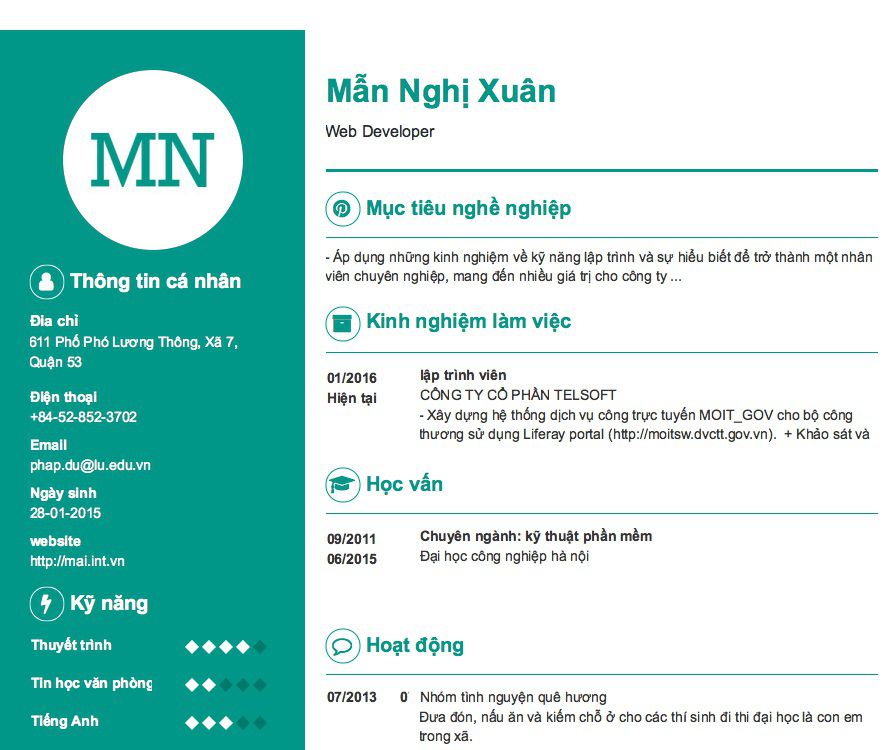 MN
Thông tin cá nhân
Đia chỉ
611 Phố Phó Lương Thông, Xã 7,
Quận 53
Điện thoại
+84-52-852-3702
Email
phap.du@lu.edu.vn
Ngày sinh
28-01-2015
website
http://mai.int.vn
Kỹ năng
Thuyết trình
Tin học văn phòng
Tiếng Anh
Mẫn Nghị Xuân
Web Developer
Mục tiêu nghề nghiệp
- Áp dụng những kinh nghiệm về kỹ năng lập trình và sự hiểu biết để trở thành một nhân
viên chuyên nghiệp, mang đến nhiều giá trị cho công ty ...
Kinh nghiệm làm việc
01/2016
Hiện tại
lập trình viên
CÔNG TY CỔ PHẦN TELSOFT
- Xây dựng hệ thống dịch vụ công trực tuyến MOIT_GOV cho bộ công
thương sử dụng Liferay portal (http://moitsw.dvctt.gov.vn). + Khảo sát và
Học vấn
09/2011
06/2015
Chuyên ngành: kỹ thuật phần mềm
Đại học công nghiệp hà nội
Hoạt động
07/2013 0
Nhóm tình nguyện quê hương
Đưa đón, nấu ăn và kiếm chỗ ở cho các thí sinh đi thi đại học là con em
trong xã.